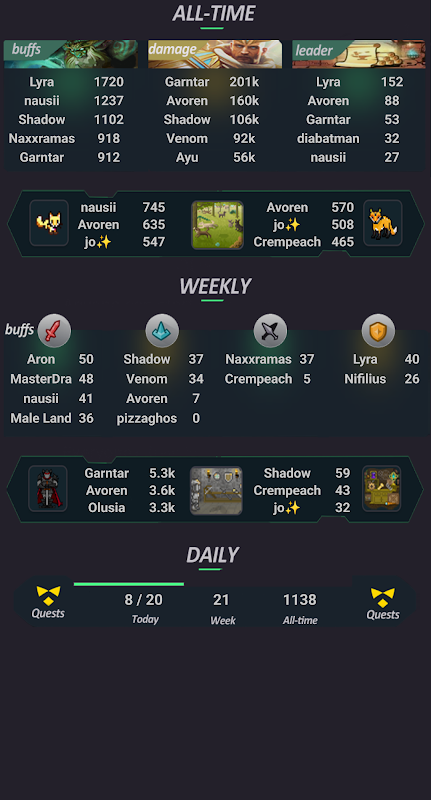 ALL-TIME
buffs damage leader
Lyra 1720 Garntar 201k Lyra 152
nausii 1237 Avoren 160k Avoren 88
Shadow 1102 Shadow 106k Garntar 53
Naxxramas 918 Venom 92k diabatman 32
Garntar 912 Ayu 56k nausii 27
nausii 745 Avoren 570
Avoren 635 jo✨ 508
jo✨ 547 Crempeach 465
WEEKLY
buffs
Aron 50 Shadow 37 Naxxramas 37 Lyra 40
MasterDra 48 Venom 34 Crempeach 5 Nifilius 26
nausii 41 Avoren 7
Male Land 36 pizzaghos 0
Garntar 5.3k Shadow 59
Avoren 3.6k Crempeach 43
Olusia 3.3k jo✨ 32
DAILY
8 / 20 21 1138
Quests Today Week All-time Quests